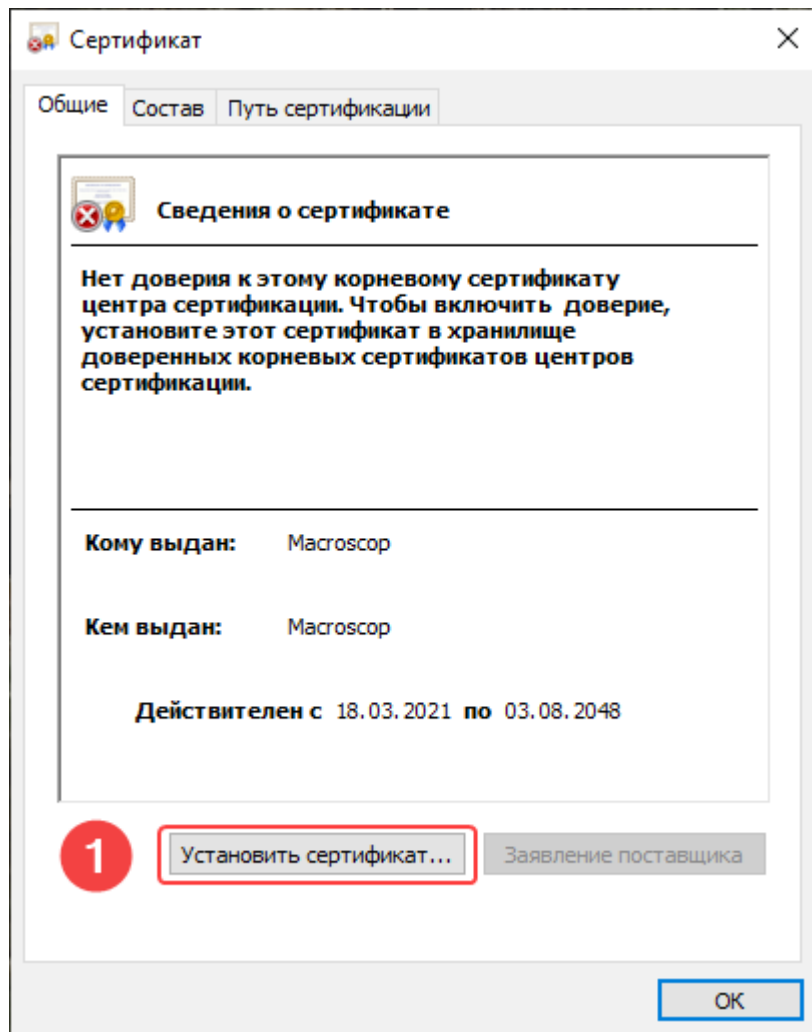 Сертификат
Общие Состав Путь сертификации
Сведения о сертификате
Нет доверия к этому корневому сертификату
центра сертификации. Чтобы включить доверие,
установите этот сертификат в хранилище
доверенных корневых сертификатов центров
сертификации.
Кому выдан: Macroscop
Кем выдан: Macroscop
Действителен с 18.03.2021 по 03.08.2048
1 Установить сертификат... Заявление поставщика
ОК